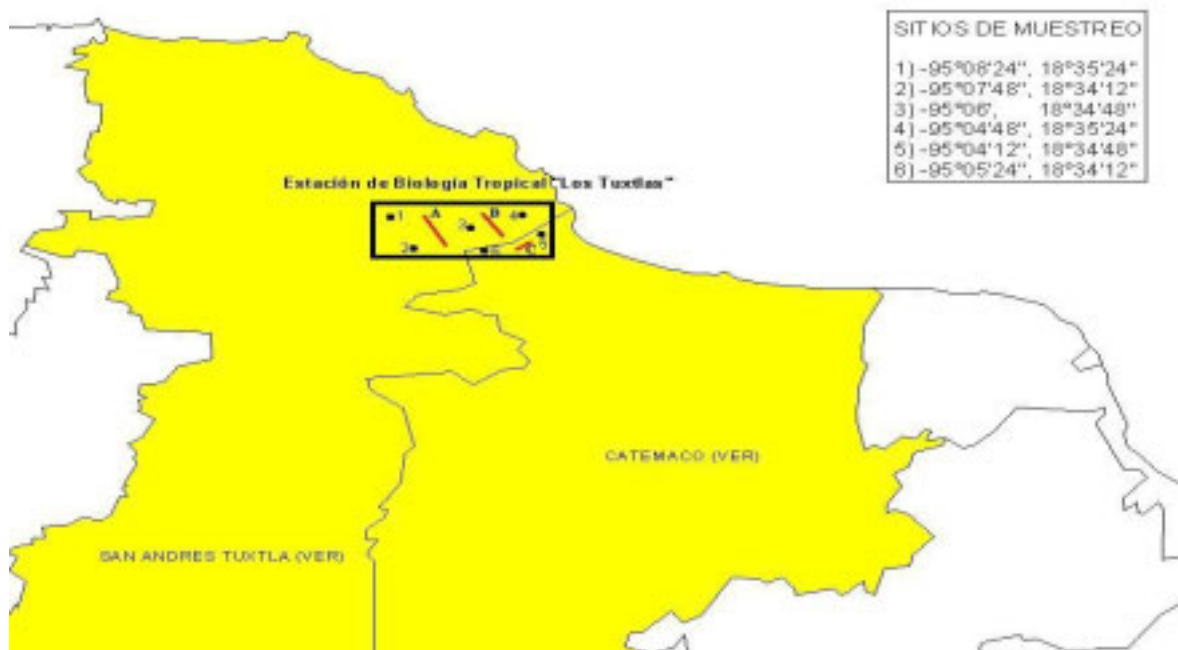 SITIOS DE MUESTREO
1) -95°08'24", 18°35'24"
2) -95°07'48", 18°34'12"
3) -95°06', 18°34'48"
4) -95°04'48", 18°35'24"
5) -95°04'12", 18°34'48"
6) -95°05'24", 18°34'12"
Estación de Biología Tropical "Los Tuxtlas"
1 A B 4
5
C
CATEMACO (VER)
SAN ANDRES TUXTLA (VER)